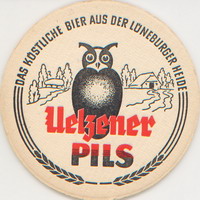 DAS KÖSTLICHE BIER AUS DER LÜNEBURGER HEIDE
Uelzener
PILS